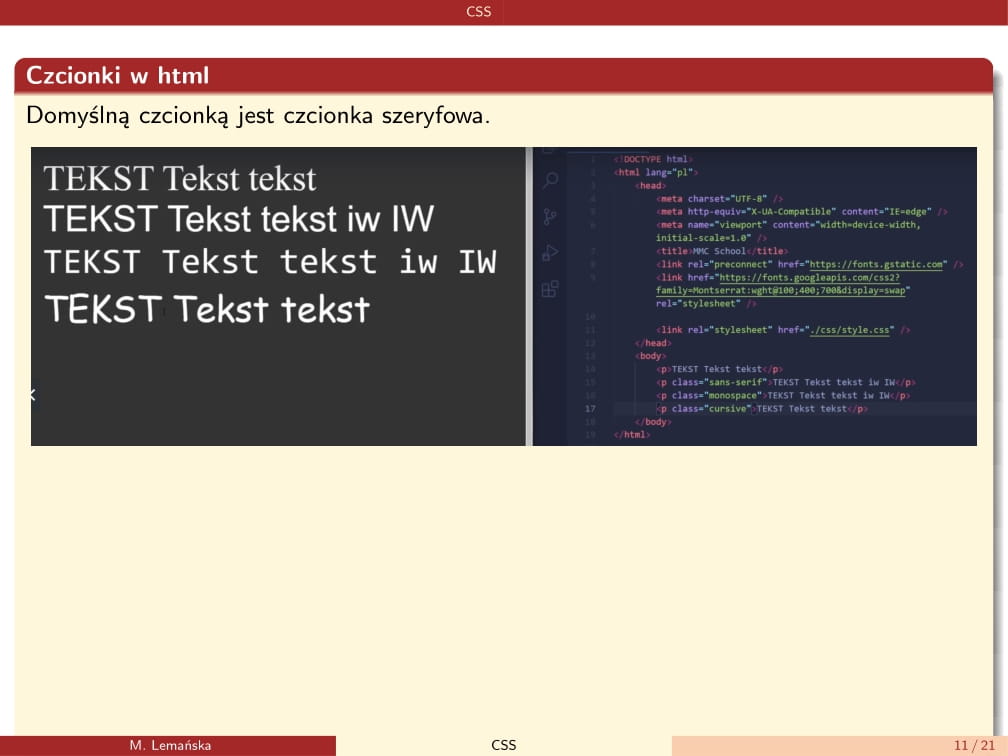 CSS
Czcionki w html
Domyślną czcionką jest czcionka szeryfowa.
TEKST Tekst tekst
TEKST Tekst tekst iw IW
TEKST Tekst tekst iw IW
TEKST Tekst tekst
1 <!DOCTYPE html>
2 <html lang="pl">
3 <head>
4 <meta charset="UTF-8" />
5 <meta http-equiv="X-UA-Compatible" content="IE=edge" />
6 <meta name="viewport" content="width=device-width,
initial-scale=1.0" />
7 <title>MMC School</title>
8 <link rel="preconnect" href="https://fonts.gstatic.com" />
9 <link href="https://fonts.googleapis.com/css2?
family=Montserrat:wght@100;400;700&display=swap"
rel="stylesheet" />
10
11 <link rel="stylesheet" href="./css/style.css" />
12 </head>
13 <body>
14 <p>TEKST Tekst tekst</p>
15 <p class="sans-serif">TEKST Tekst tekst iw IW</p>
16 <p class="monospace">TEKST Tekst tekst iw IW</p>
17 <p class="cursive">TEKST Tekst tekst</p>
18 </body>
19 </html>
M. Lemańska
CSS
11 / 21